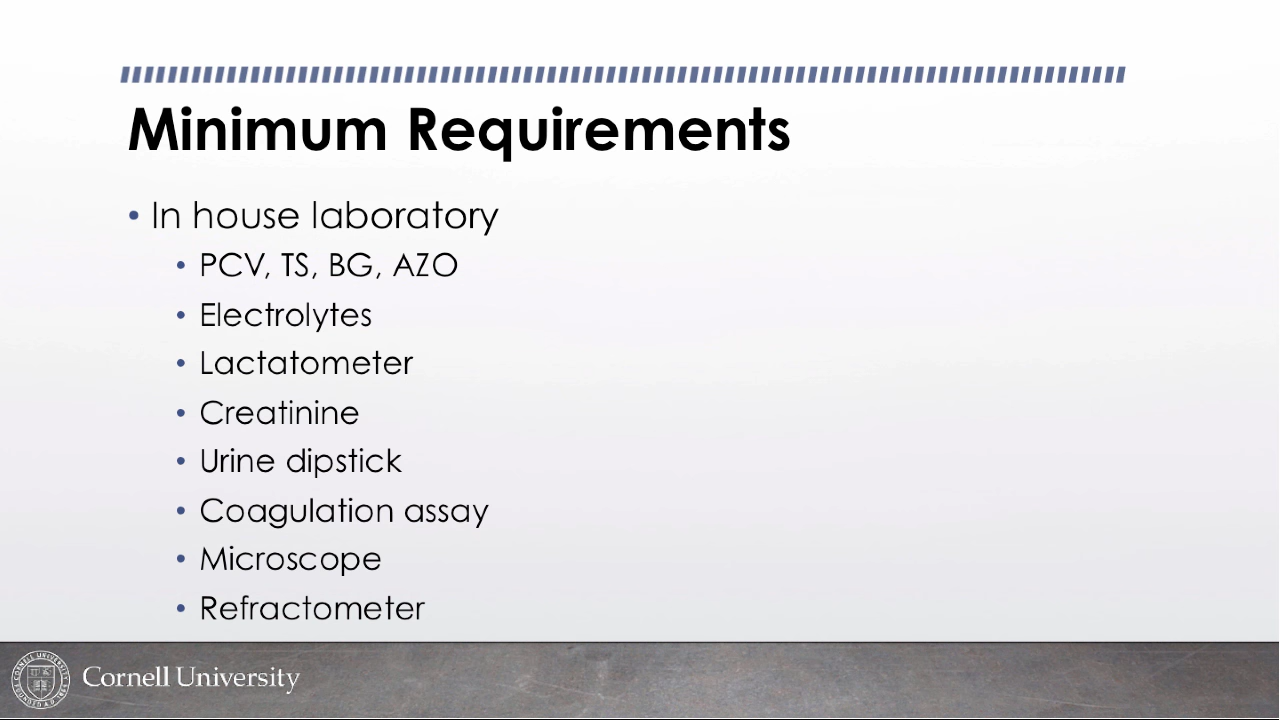 Minimum Requirements
• In house laboratory
• PCV, TS, BG, AZO
• Electrolytes
• Lactatometer
• Creatinine
• Urine dipstick
• Coagulation assay
• Microscope
• Refractometer
Cornell University